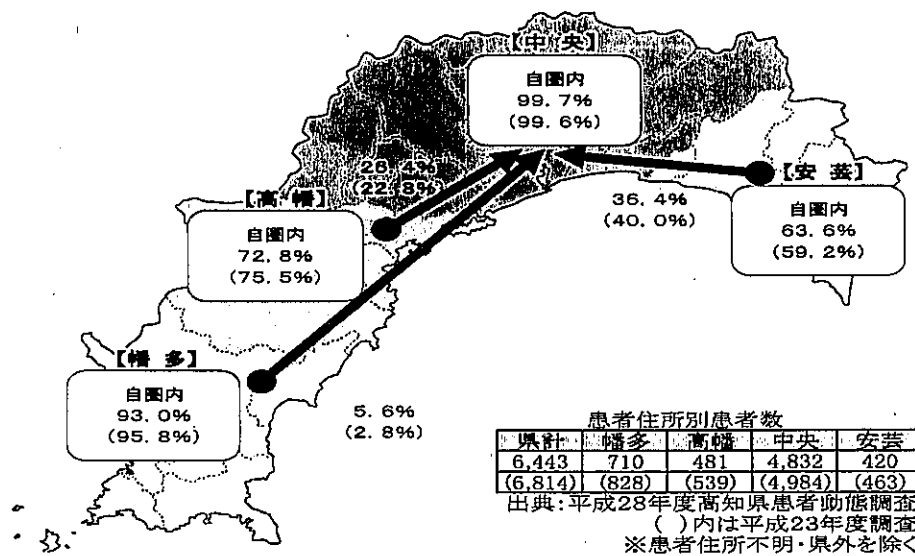 【中 央】
自圏内
99.7%
(99.6%)
26.4%
(22.8%)
【高 幡】
自圏内
72.8%
(75.5%)
【安 芸】
自圏内
63.6%
(59.2%)
36.4%
(40.0%)
【幡 多】
自圏内
93.0%
(95.8%)
5.6%
(2.8%)
患者住所別患者数
県計 幡多 高幡 中央 安芸
6,443 710 481 4,832 420
(6,814) (828) (539) (4,984) (463)
出典:平成28年度高知県患者動態調査
( )内は平成23年度調査
※患者住所不明・県外を除く